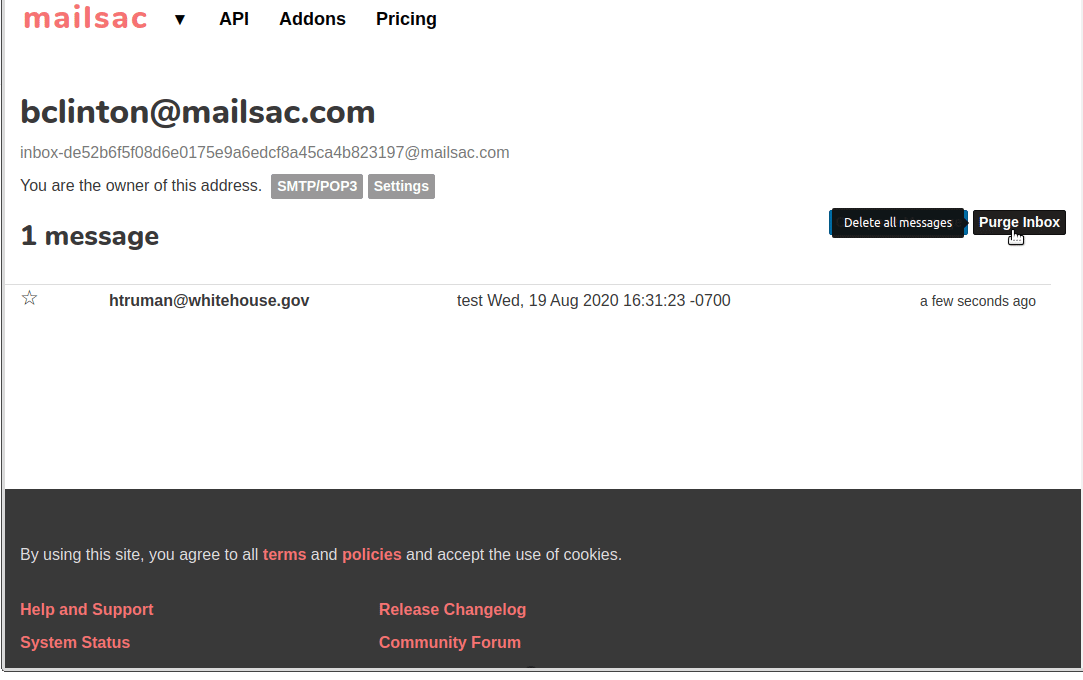 mailsac ▼ API Addons Pricing
bclinton@mailsac.com
inbox-de52b6f5f08d6e0175e9a6edcf8a45ca4b823197@mailsac.com
You are the owner of this address. SMTP/POP3 Settings
1 message Delete all messages Purge Inbox
☆ htruman@whitehouse.gov test Wed, 19 Aug 2020 16:31:23 -0700 a few seconds ago
By using this site, you agree to all terms and policies and accept the use of cookies.
Help and Support Release Changelog
System Status Community Forum